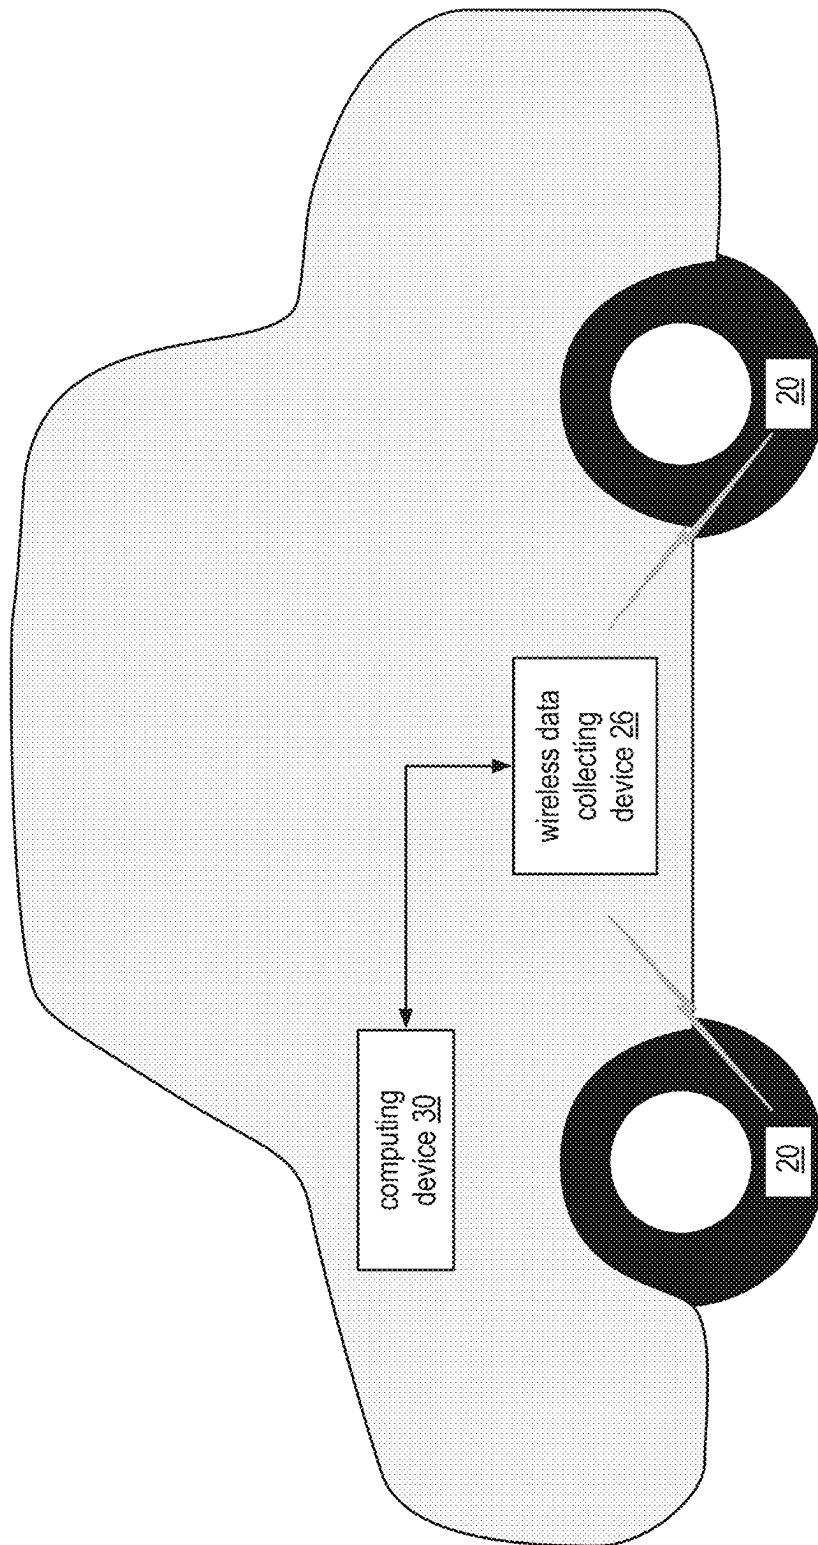 computing
device 30
wireless data
collecting
device 26
20
20